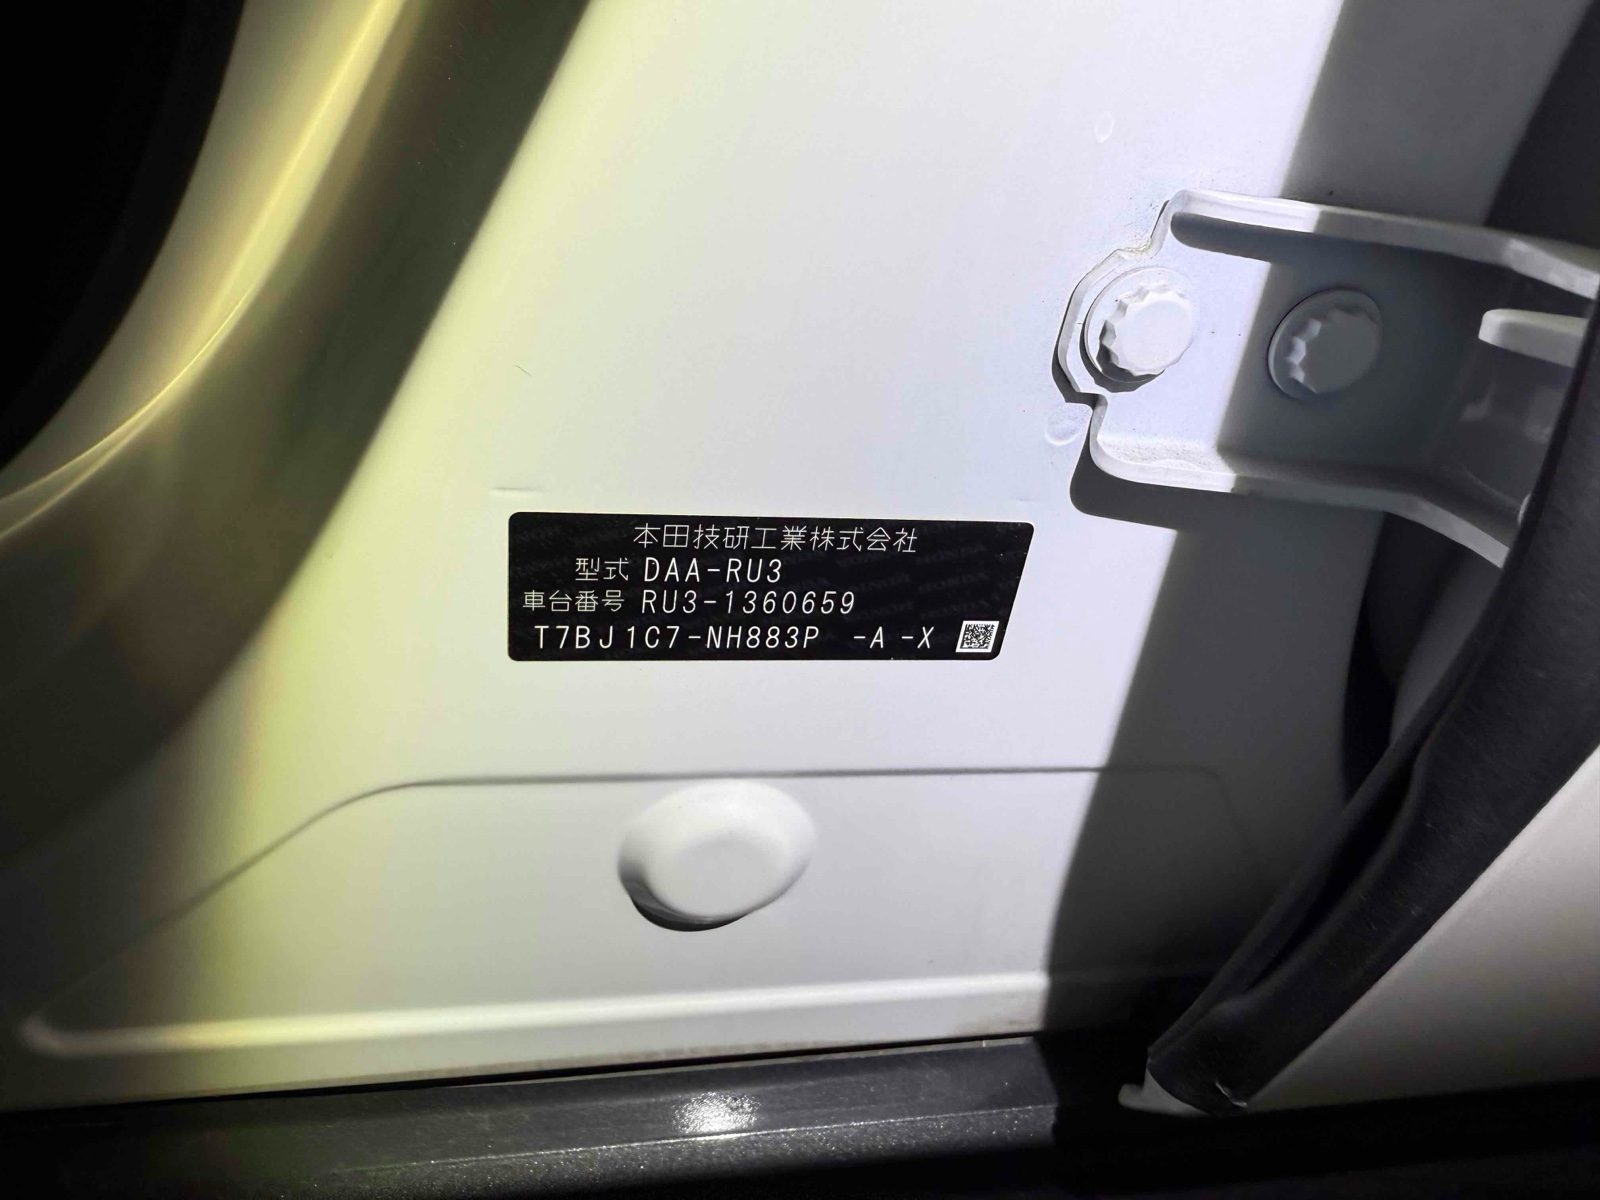 本田技研工業株式会社
型式 DAA-RU3
車台番号 RU3-1360659
T7BJ1C7-NH883P -A -X